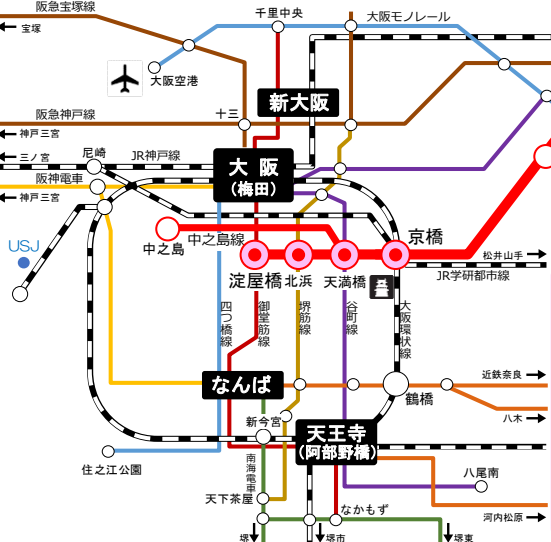 阪急宝塚線
宝塚
千里中央
大阪モノレール
大阪空港
新大阪
阪急神戸線
十三
神戸三宮
三ノ宮
尼崎
JR神戸線
大 阪
(梅田)
阪神電車
神戸三宮
USJ
中之島
中之島線
京橋
松井山手
淀屋橋
北浜
天満橋
JR学研都市線
四つ橋線
御堂筋線
堺筋線
谷町線
大阪環状線
なんば
近鉄奈良
鶴橋
八木
新今宮
天王寺
(阿部野橋)
住之江公園
南海電車
八尾南
天下茶屋
なかもず
河内松原
堺
堺市
堺東